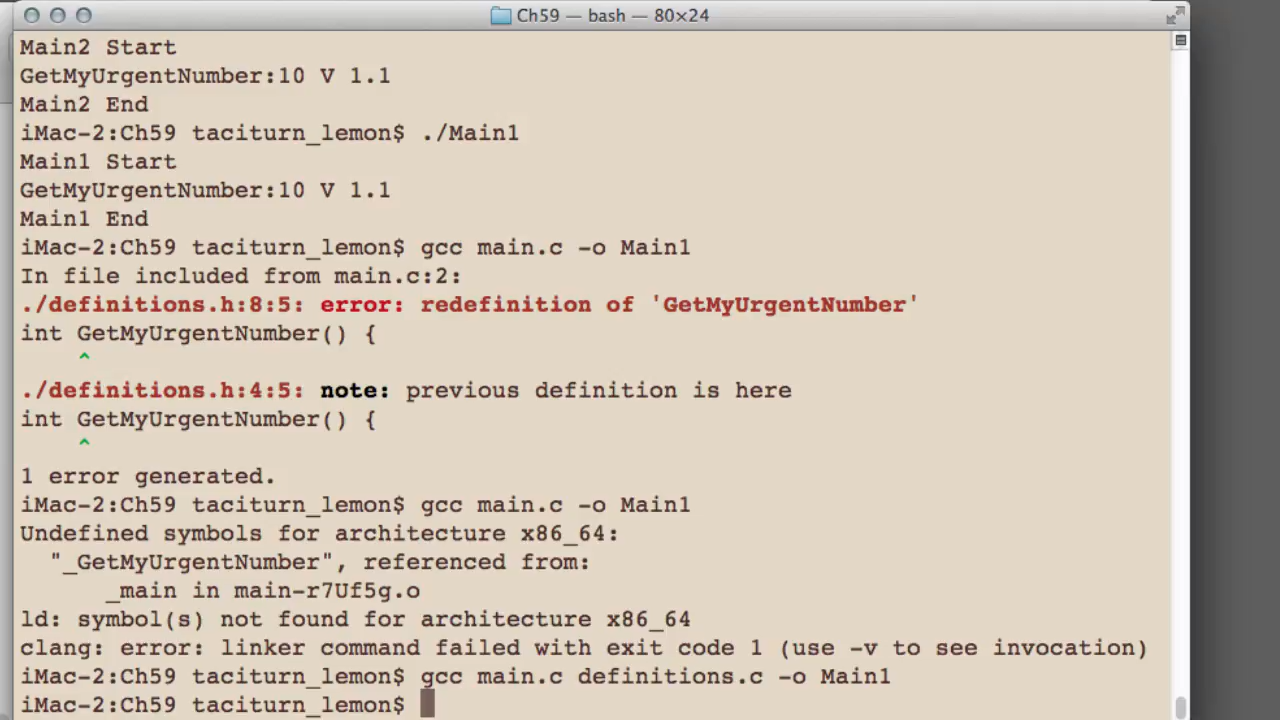 Ch59 — bash — 80×24
Main2 Start
GetMyUrgentNumber:10 V 1.1
Main2 End
iMac-2:Ch59 taciturn_lemon$ ./Main1
Main1 Start
GetMyUrgentNumber:10 V 1.1
Main1 End
iMac-2:Ch59 taciturn_lemon$ gcc main.c -o Main1
In file included from main.c:2:
./definitions.h:8:5: error: redefinition of 'GetMyUrgentNumber'
int GetMyUrgentNumber() {
^
./definitions.h:4:5: note: previous definition is here
int GetMyUrgentNumber() {
^
1 error generated.
iMac-2:Ch59 taciturn_lemon$ gcc main.c -o Main1
Undefined symbols for architecture x86_64:
"_GetMyUrgentNumber", referenced from:
_main in main-r7Uf5g.o
ld: symbol(s) not found for architecture x86_64
clang: error: linker command failed with exit code 1 (use -v to see invocation)
iMac-2:Ch59 taciturn_lemon$ gcc main.c definitions.c -o Main1
iMac-2:Ch59 taciturn_lemon$